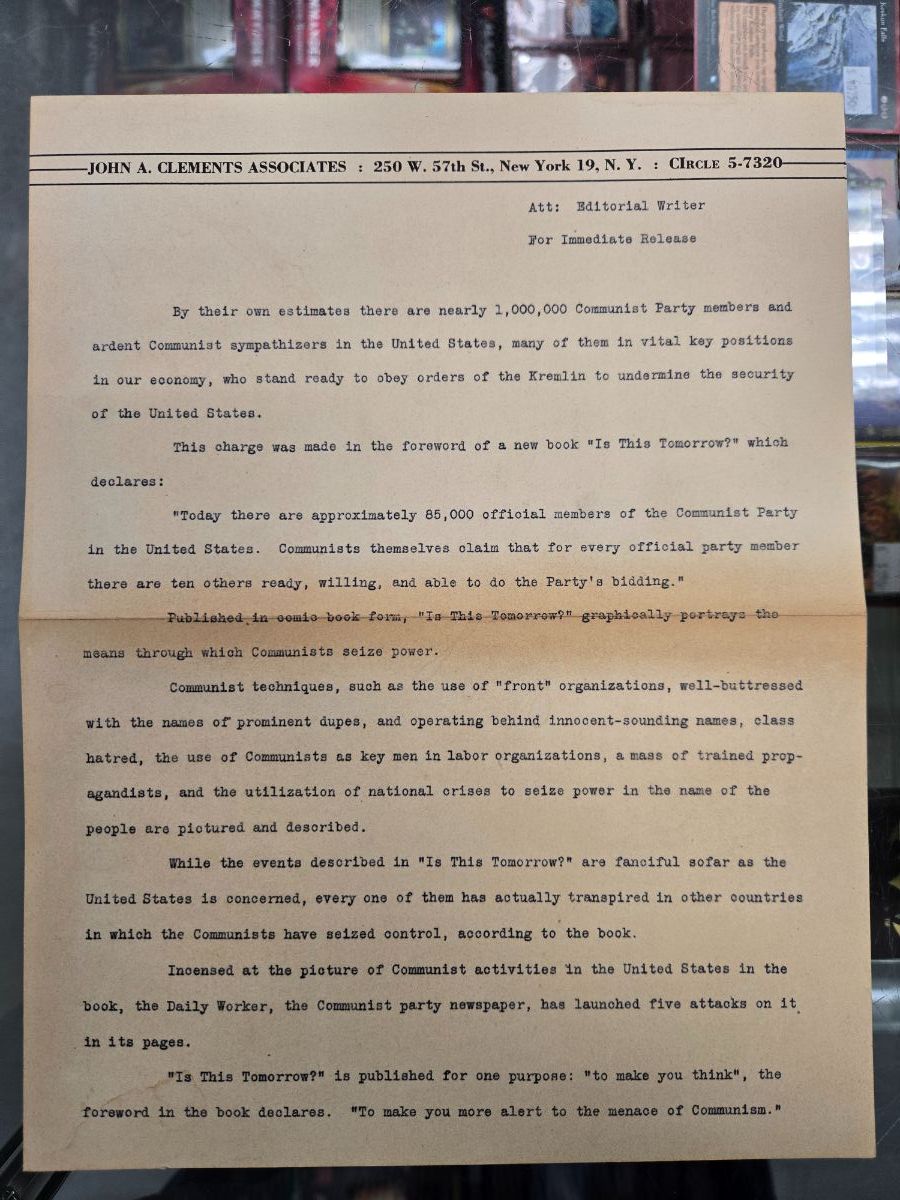 JOHN A. CLEMENTS ASSOCIATES : 250 W. 57th St., New York 19, N. Y. : CIRCLE 5-7320
Att: Editorial Writer
For Immediate Release
By their own estimates there are nearly 1,000,000 Communist Party members and
ardent Communist sympathizers in the United States, many of them in vital key positions
in our economy, who stand ready to obey orders of the Kremlin to undermine the security
of the United States.
This charge was made in the foreword of a new book "Is This Tomorrow?" which
declares:
"Today there are approximately 85,000 official members of the Communist Party
in the United States. Communists themselves claim that for every official party member
there are ten others ready, willing, and able to do the Party's bidding."
Published in comic book form, "Is This Tomorrow?" graphically portrays the
means through which Communists seize power.
Communist techniques, such as the use of "front" organizations, well-buttressed
with the names of prominent dupes, and operating behind innocent-sounding names, class
hatred, the use of Communists as key men in labor organizations, a mass of trained prop-
agandists, and the utilization of national crises to seize power in the name of the
people are pictured and described.
While the events described in "Is This Tomorrow?" are fanciful sofar as the
United States is concerned, every one of them has actually transpired in other countries
in which the Communists have seized control, according to the book.
Incensed at the picture of Communist activities in the United States in the
book, the Daily Worker, the Communist party newspaper, has launched five attacks on it
in its pages.
"Is This Tomorrow?" is published for one purpose: "to make you think", the
foreword in the book declares. "To make you more alert to the menace of Communism."